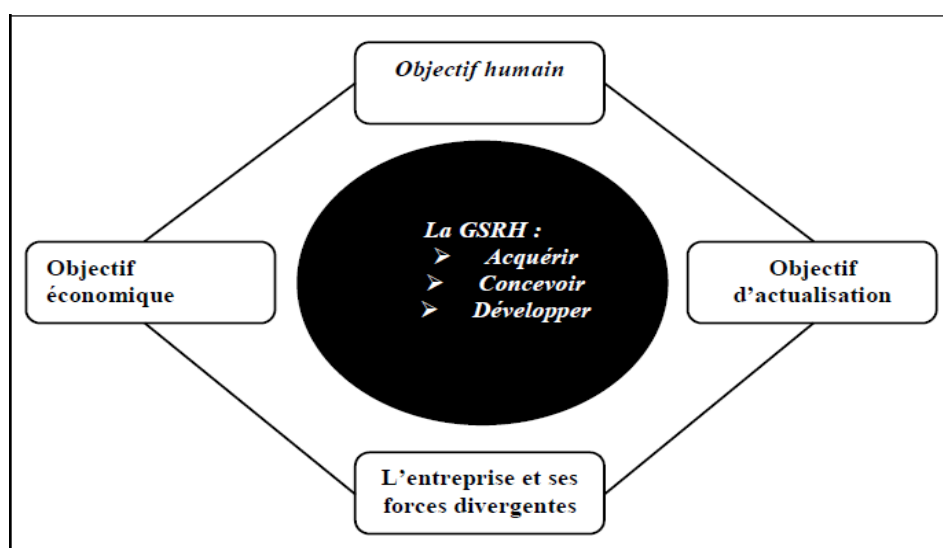 Objectif humain
La GSRH :
➢ Acquérir
➢ Concevoir
➢ Développer
Objectif
économique
Objectif
d’actualisation
L’entreprise et ses
forces divergentes